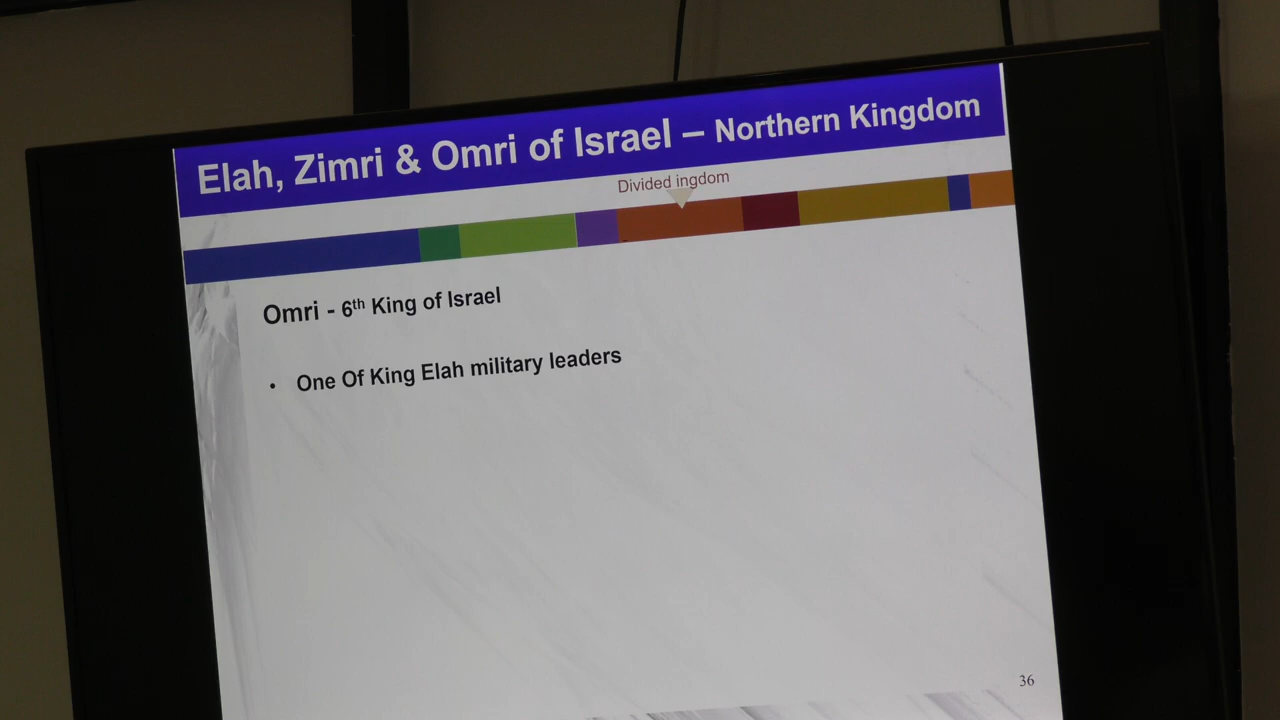 Elah, Zimri & Omri of Israel – Northern Kingdom
Divided ingdom
Omri - 6th King of Israel
• One Of King Elah military leaders
36